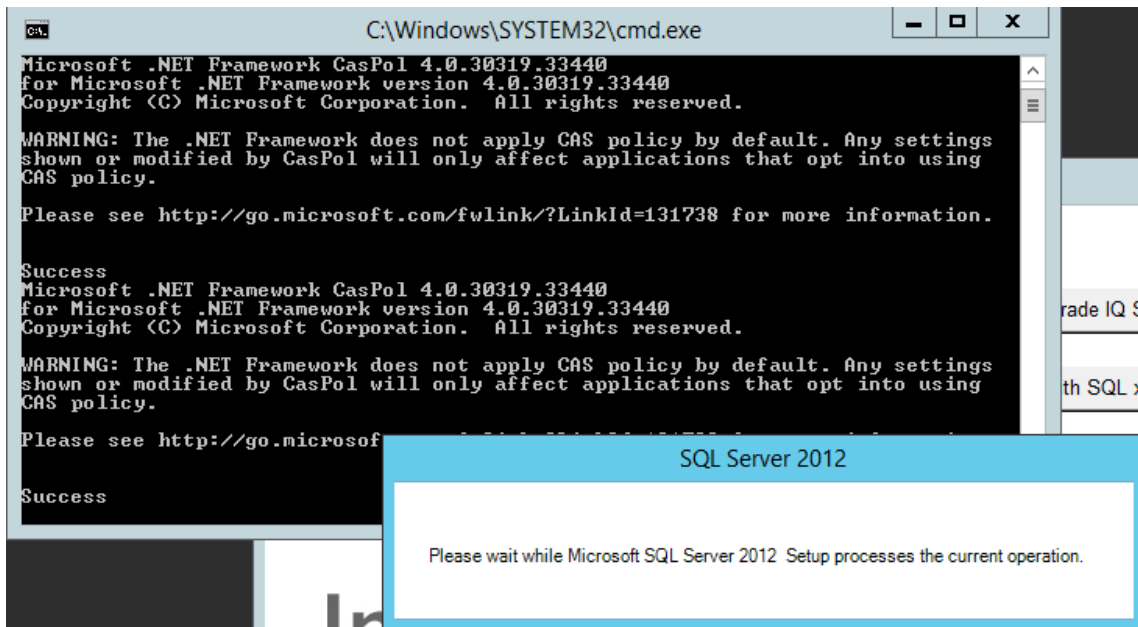 C:\Windows\SYSTEM32\cmd.exe
Microsoft .NET Framework CasPol 4.0.30319.33440
for Microsoft .NET Framework version 4.0.30319.33440
Copyright (C) Microsoft Corporation.  All rights reserved.
WARNING: The .NET Framework does not apply CAS policy by default. Any settings
shown or modified by CasPol will only affect applications that opt into using
CAS policy.
Please see http://go.microsoft.com/fwlink/?LinkId=131738 for more information.
Success
Microsoft .NET Framework CasPol 4.0.30319.33440
for Microsoft .NET Framework version 4.0.30319.33440
Copyright (C) Microsoft Corporation.  All rights reserved.
WARNING: The .NET Framework does not apply CAS policy by default. Any settings
shown or modified by CasPol will only affect applications that opt into using
CAS policy.
Please see http://go.microsof
Success
rade IQ S
th SQL x
SQL Server 2012
Please wait while Microsoft SQL Server 2012  Setup processes the current operation.
In